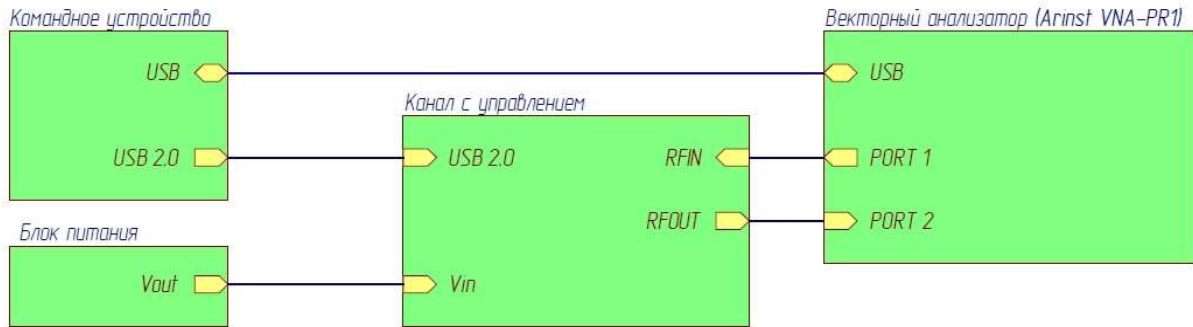 Командное устройство
Векторный анализатор (Arinst VNA-PR1)
USB
USB
Канал с управлением
USB 2.0
USB 2.0
RFIN
PORT 1
RFOUT
PORT 2
Блок питания
Vout
Vin